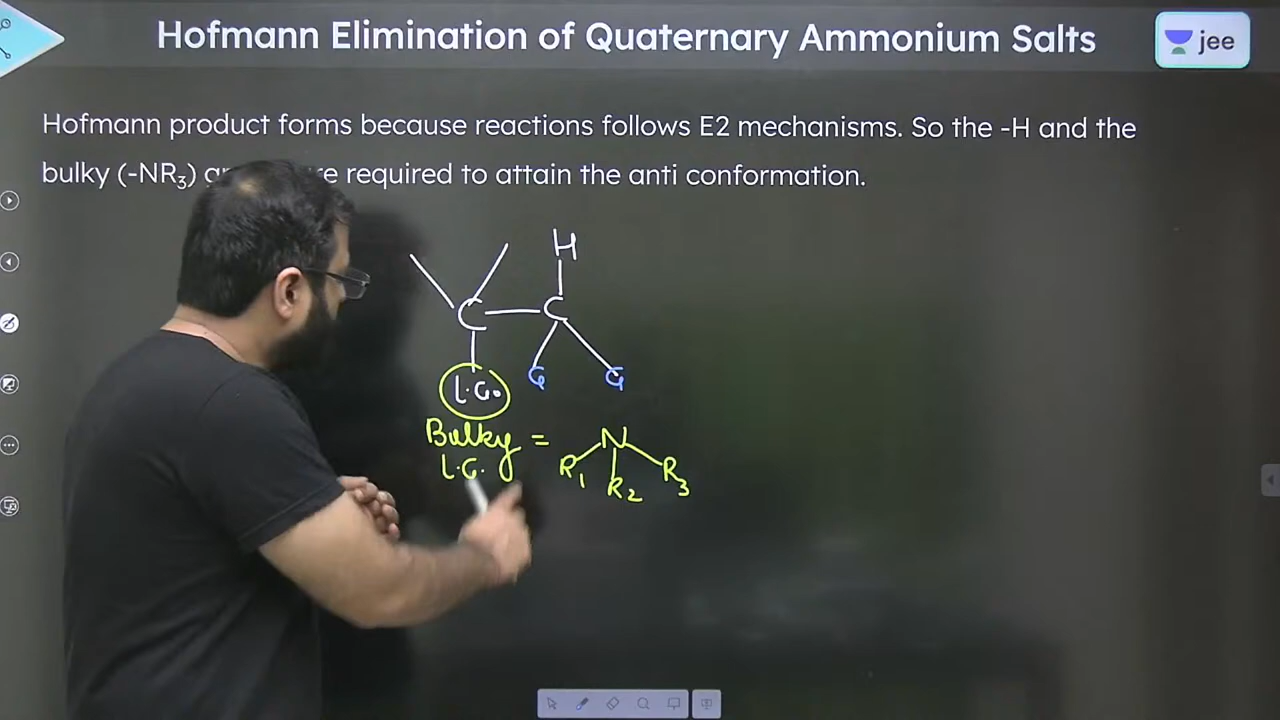 Hofmann Elimination of Quaternary Ammonium Salts
jee
Hofmann product forms because reactions follows E2 mechanisms. So the -H and the
bulky (-NR₃) required to attain the anti conformation.
H
C C
L.G. G G
Bulky = N
L.G. R₁ R₂ R₃